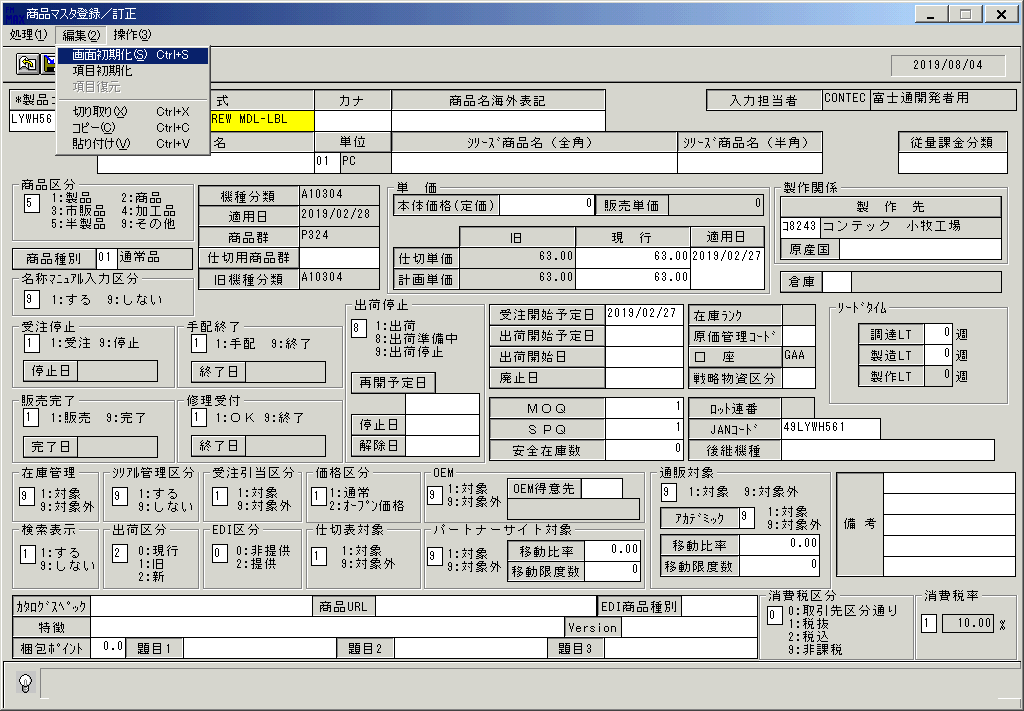 商品マスタ登録／訂正
処理(1) 編集(2) 操作(3)
画面初期化(S) Ctrl+S
項目初期化
項目復元
切り取り(X) Ctrl+X
コピー(C) Ctrl+C
貼り付け(V) Ctrl+V
2019/08/04
*製品コ 式 カナ 商品名海外表記 入力担当者 CONTEC 富士通開発者用
LYWH56 REW MDL-LBL
名 単位 ｼﾘｰｽﾞ商品名（全角） ｼﾘｰｽﾞ商品名（半角） 従量課金分類
01 PC
商品区分
5 1:製品 2:商品
3:市販品 4:加工品
5:半製品 9:その他
商品種別 01 通常品
名称ﾏﾆｭｱﾙ入力区分
9 1:する 9:しない
機種分類 A10304
適用日 2019/02/28
商品群 P324
仕切用商品群
旧機種分類 A10304
単 価
本体価格(定価) 0 販売単価 0
旧 現 行 適用日
仕切単価 63.00 63.00 2019/02/27
計画単価 63.00 63.00
製作関係
製 作 先
ｺ8243 コンテック 小牧工場
原産国
倉庫
受注停止
1 1:受注 9:停止
停止日
手配終了
1 1:手配 9:終了
終了日
販売完了
1 1:販売 9:完了
完了日
修理受付
1 1:OK 9:終了
終了日
出荷停止
8 1:出荷
8:出荷準備中
9:出荷停止
再開予定日
停止日
解除日
受注開始予定日 2019/02/27
出荷開始予定日
出荷開始日
廃止日
MOQ 1
SPQ 1
安全在庫数 0
在庫ﾗﾝｸ
原価管理ｺｰﾄﾞ
口 座 GAA
戦略物資区分
ﾛｯﾄ連番
JANｺｰﾄﾞ 49LYWH561
後継機種
ﾘｰﾄﾞﾀｲﾑ
調達LT 0 週
製造LT 0 週
製作LT 0 週
在庫管理
9 1:対象
9:対象外
ｼﾘｱﾙ管理区分
9 1:する
9:しない
受注引当区分
1 1:対象
9:対象外
価格区分
1 1:通常
2:ｵｰﾌﾟﾝ価格
OEM
9 1:対象
9:対象外
OEM得意先
通販対象
9 1:対象 9:対象外
ｱｶﾃﾞﾐｯｸ 9 1:対象
9:対象外
移動比率 0.00
移動限度数 0
備 考
検索表示
1 1:する
9:しない
出荷区分
2 0:現行
1:旧
2:新
EDI区分
0 0:非提供
2:提供
仕切表対象
1 1:対象
9:対象外
パートナーサイト対象
9 1:対象
9:対象外
移動比率 0.00
移動限度数 0
ｶﾀﾛｸﾞｽﾍﾟｯｸ 商品URL EDI商品種別
特徴 Version
梱包ﾎﾟｲﾝﾄ 0.0 題目1 題目2 題目3
消費税区分
0 0:取引先区分通り
1:税抜
2:税込
9:非課税
消費税率
1 10.00 %